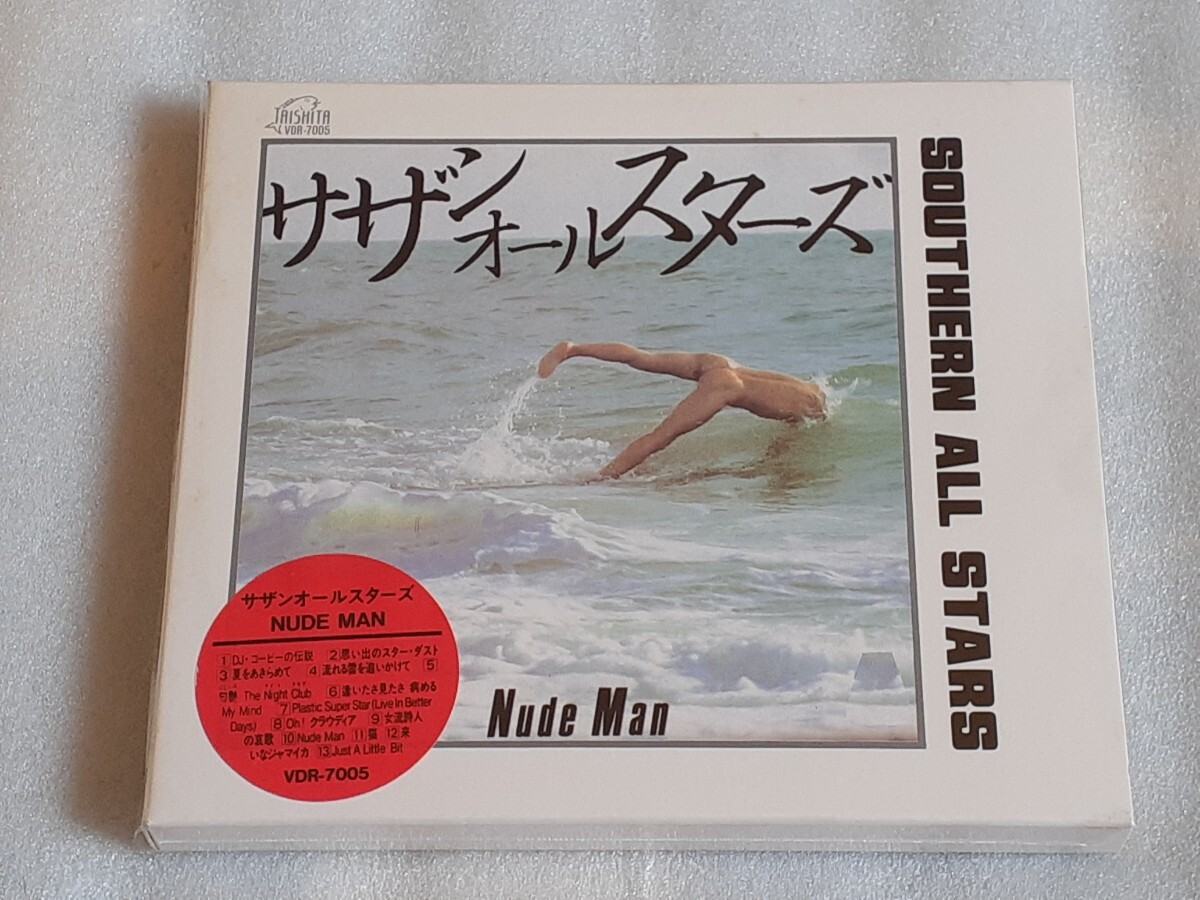 TAISHITA
VDR-7005
サザンオールスターズ
SOUTHERN ALL STARS
サザンオールスターズ
NUDE MAN
1 DJ・コービーの伝説 2 思い出のスター・ダスト
3 夏をあきらめて 4 流れる雲を追いかけて 5
匂艶 The Night Club 6 逢いたさ見たさ 病める
My Mind 7 Plastic Super Star (Live In Better
Days) 8 Oh! クラウディア 9 女流詩人
の哀歌 10 Nude Man 11 猫 12 来
いなジャマイカ 13 Just A Little Bit
VDR-7005
Nude Man